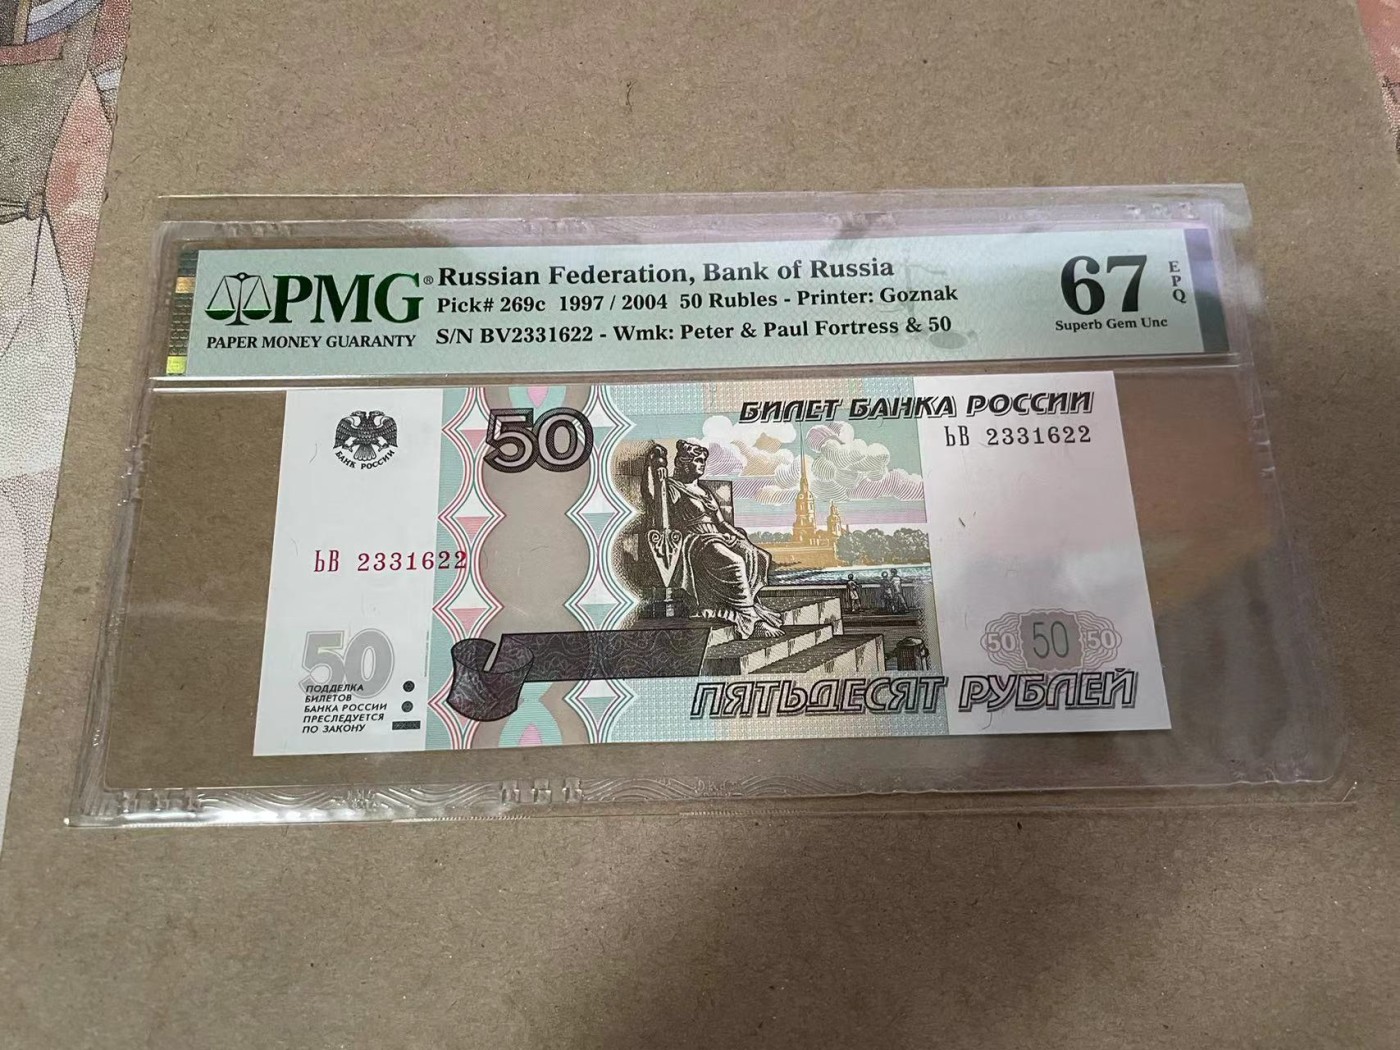 PMG®
PAPER MONEY GUARANTY
Russian Federation, Bank of Russia
Pick# 269c 1997 / 2004 50 Rubles - Printer: Goznak
S/N BV2331622 - Wmk: Peter & Paul Fortress & 50
67
EPQ
Superb Gem Unc
БАНК РОССИИ
50
БИЛЕТ БАНКА РОССИИ
ЬВ 2331622
ЬВ 2331622
50
ПОДДЕЛКА
БИЛЕТОВ
БАНКА РОССИИ
ПРЕСЛЕДУЕТСЯ
ПО ЗАКОНУ
50 50 50
ПЯТЬДЕСЯТ РУБЛЕЙ